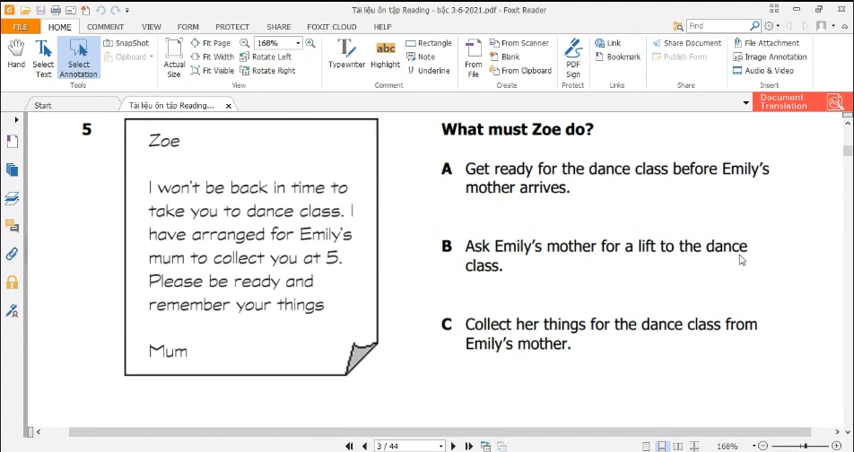 Tài liệu ôn tập Reading - bậc 3-6-2021.pdf - Foxit Reader
FILE HOME COMMENT VIEW FORM PROTECT SHARE FOXIT CLOUD HELP
Find
Hand
Select Text
Select Annotation
SnapShot
Clipboard
Tools
Actual Size
Fit Page
Fit Width
Fit Visible
168%
Rotate Left
Rotate Right
View
Typewriter
Highlight
Rectangle
Note
Underline
Comment
From File
From Scanner
Blank
From Clipboard
Create
PDF Sign
Protect
Link
Bookmark
Links
Share Document
Publish Form
Share
File Attachment
Image Annotation
Audio & Video
Insert
Start
Tài liệu ôn tập Reading...
Document Translation
5
Zoe
I won't be back in time to
take you to dance class. I
have arranged for Emily's
mum to collect you at 5.
Please be ready and
remember your things
Mum
What must Zoe do?
A Get ready for the dance class before Emily's
mother arrives.
B Ask Emily's mother for a lift to the dance
class.
C Collect her things for the dance class from
Emily's mother.
3 / 44
168%